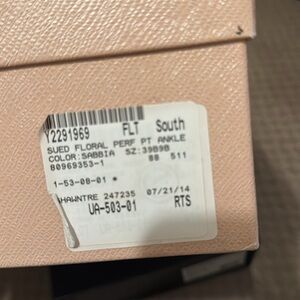 Y2291969 FLT South
SUED FLORAL PERF PT ANKLE
COLOR:SABBIA SZ:39B9B
80969353-1 88 511
1-53-08-01 *
HAWNTRE 247235 07/21/14
UA-503-01 RTS